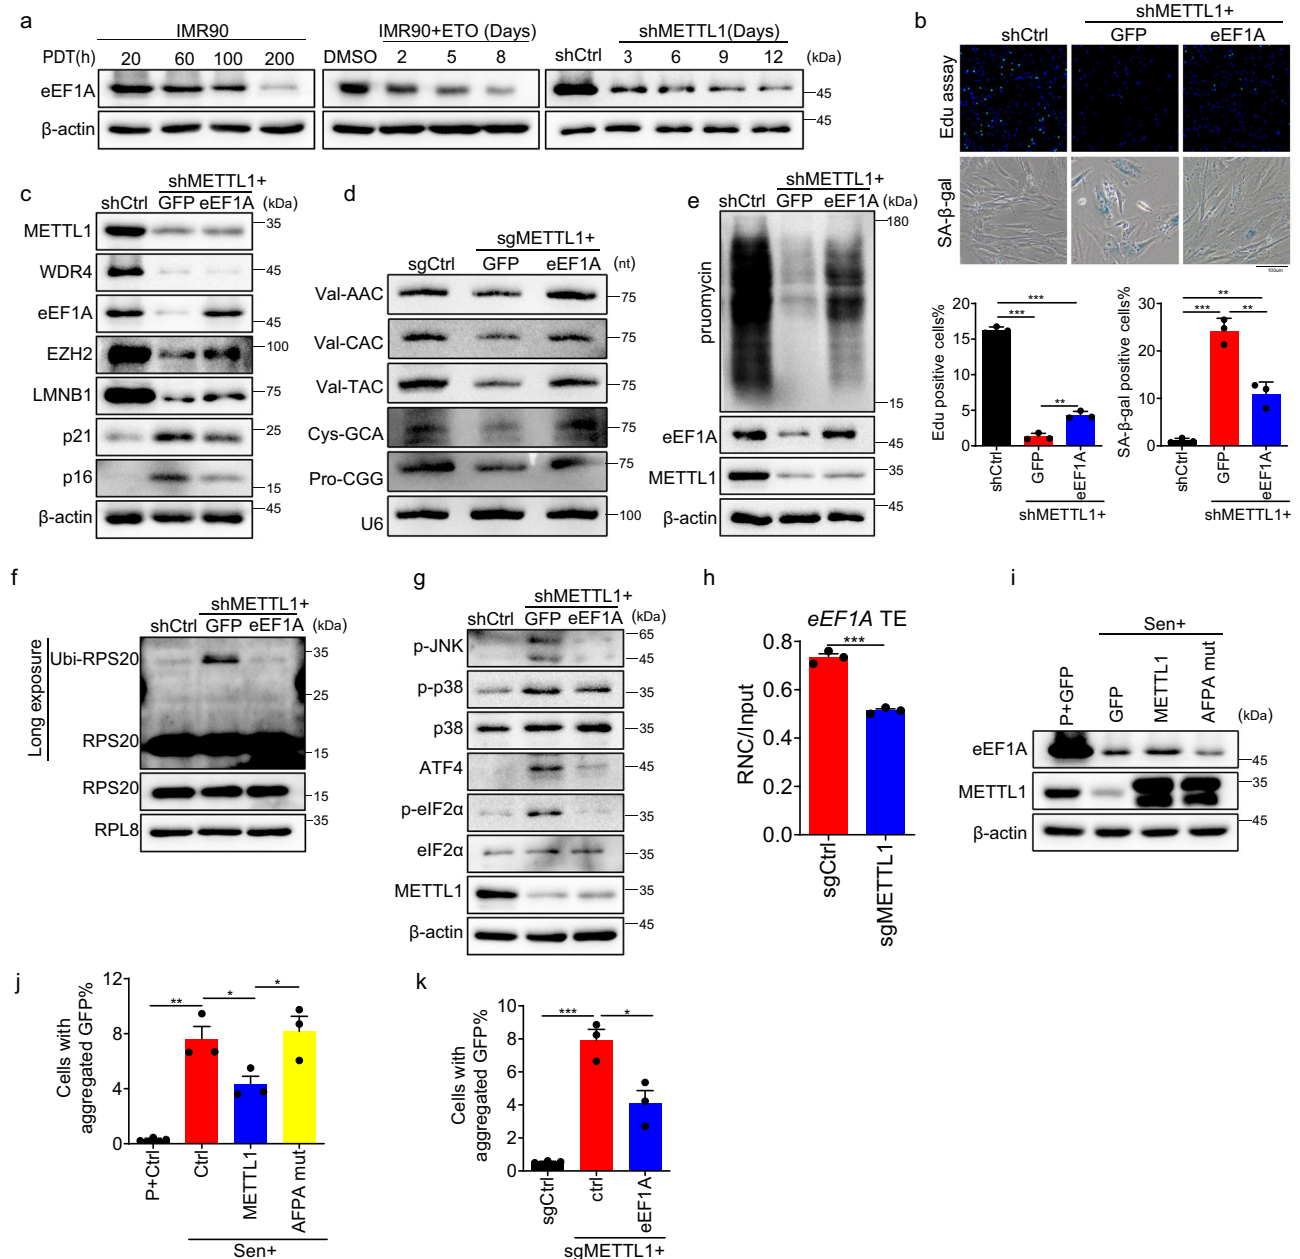 a
IMR90
IMR90+ETO (Days)
shMETTL1(Days)
PDT(h) 20 60 100 200 DMSO 2 5 8 shCtrl 3 6 9 12 (kDa)
eEF1A 45
β-actin 45
b
shMETTL1+
shCtrl GFP eEF1A
Edu assay
SA-β-gal
100um
Edu positive cells%
20
15
10
5
0
*** *** **
shCtrl GFP eEF1A
shMETTL1+
SA-β-gal positive cells%
30
20
10
0
** *** **
shCtrl GFP eEF1A
shMETTL1+
c
shMETTL1+
shCtrl GFP eEF1A (kDa)
METTL1 35
WDR4 45
eEF1A 45
EZH2 100
LMNB1 75
p21 25
p16 15
β-actin 45
d
sgMETTL1+
sgCtrl GFP eEF1A (nt)
Val-AAC 75
Val-CAC 75
Val-TAC 75
Cys-GCA 75
Pro-CGG 75
U6 100
e
shMETTL1+
shCtrl GFP eEF1A (kDa)
pruomycin 180
15
eEF1A 45
METTL1 35
β-actin 45
f
shMETTL1+
shCtrl GFP eEF1A (kDa)
Long exposure
Ubi-RPS20 35
25
RPS20 15
RPS20 15
RPL8 35
g
shMETTL1+
shCtrl GFP eEF1A (kDa)
p-JNK 65
45
p-p38 35
p38 35
ATF4 45
p-eIF2α 35
eIF2α 35
METTL1 35
β-actin 45
h
eEF1A TE
***
RNC/Input
0.8
0.6
0.4
0.2
0.0
sgCtrl sgMETTL1
i
Sen+
P+GFP GFP METTL1 AFPA mut (kDa)
eEF1A 45
METTL1 35
β-actin 45
j
Cells with
aggregated GFP%
12
8
4
0
** * *
P+Ctrl Ctrl METTL1 AFPA mut
Sen+
k
Cells with
aggregated GFP%
10
8
6
4
2
0
*** *
sgCtrl ctrl eEF1A
sgMETTL1+